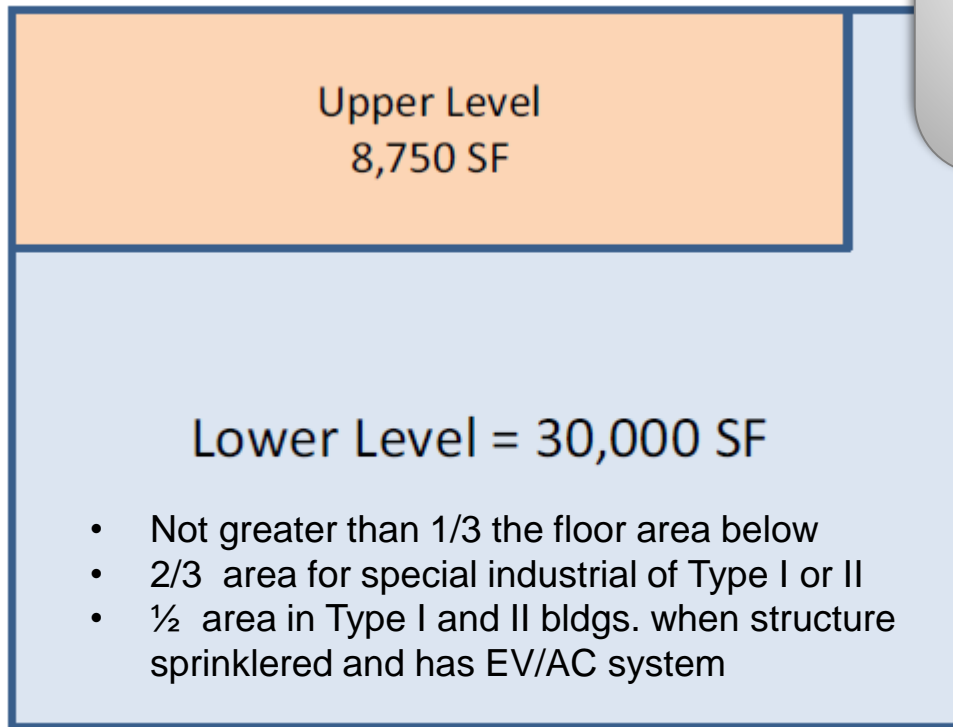 Upper Level
8,750 SF
Lower Level = 30,000 SF
• Not greater than 1/3 the floor area below
• 2/3 area for special industrial of Type I or II
• ½ area in Type I and II bldgs. when structure
sprinklered and has EV/AC system